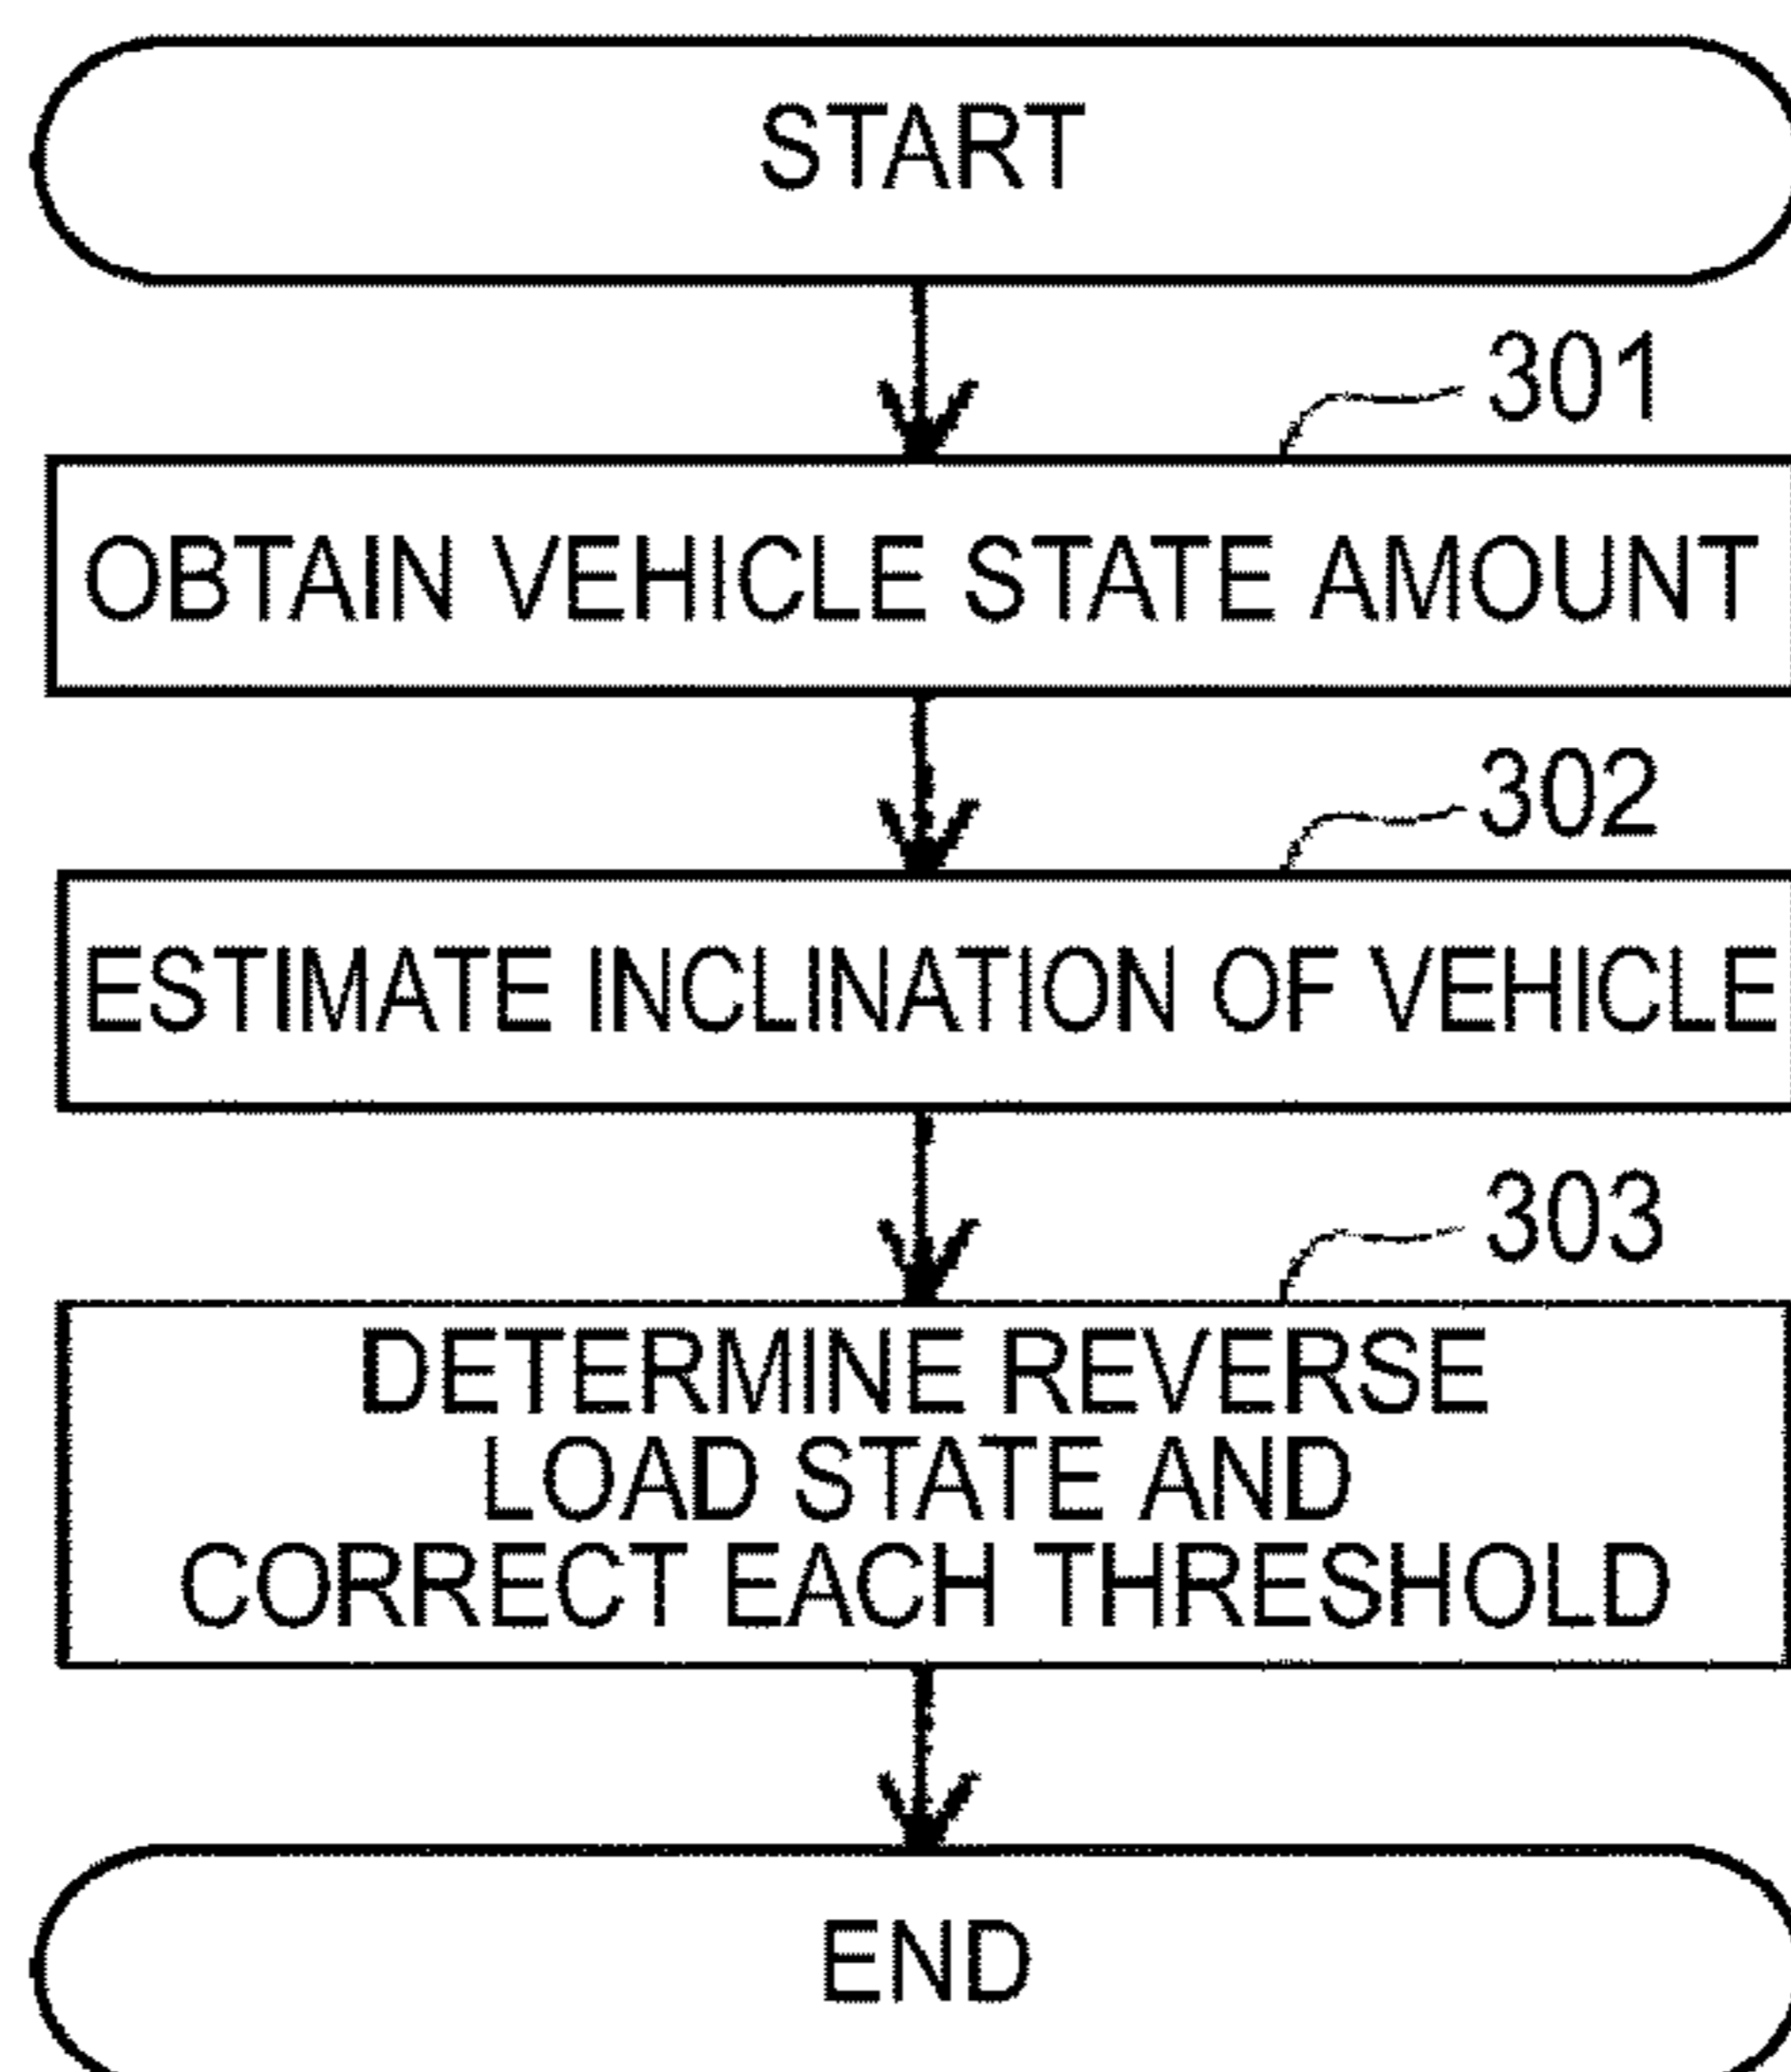 START
301
OBTAIN VEHICLE STATE AMOUNT
302
ESTIMATE INCLINATION OF VEHICLE
303
DETERMINE REVERSE
LOAD STATE AND
CORRECT EACH THRESHOLD
END